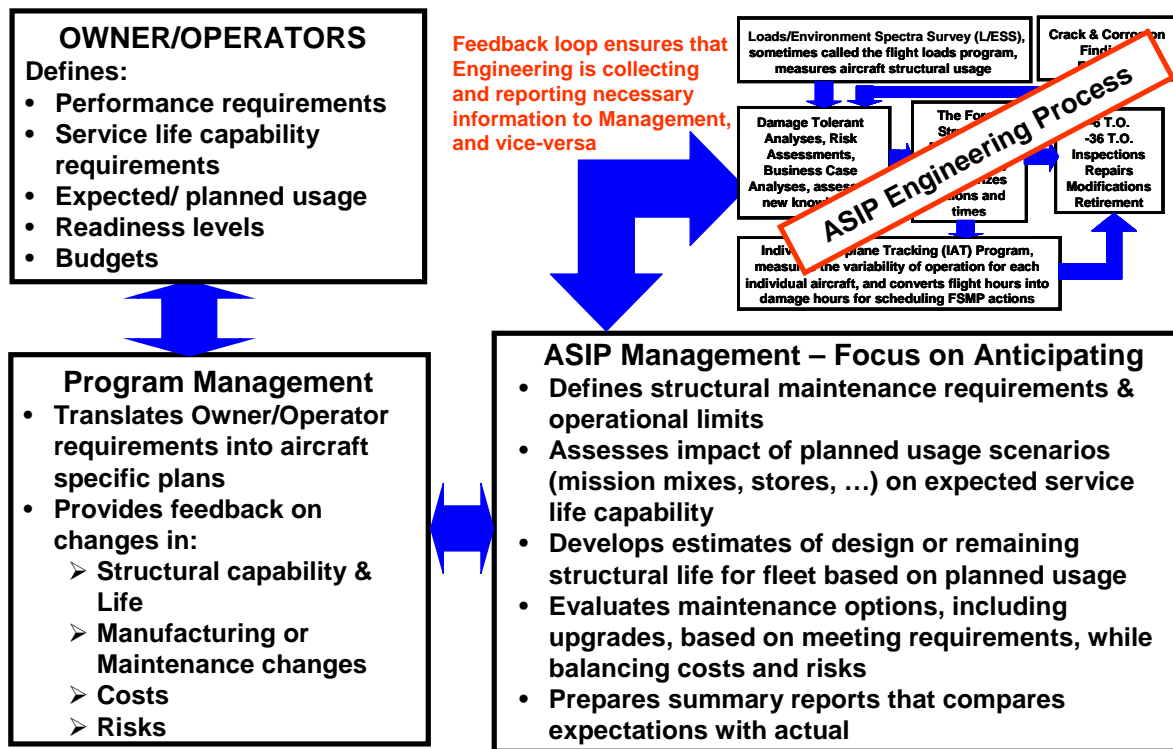 OWNER/OPERATORS
Defines:
• Performance requirements
• Service life capability
requirements
• Expected/ planned usage
• Readiness levels
• Budgets
Feedback loop ensures that
Engineering is collecting
and reporting necessary
information to Management,
and vice-versa
Loads/Environment Spectra Survey (L/ESS),
sometimes called the flight loads program,
measures aircraft structural usage
Crack & Corrosion
Damage Tolerant
Analyses, Risk
Assessments,
Business Case
Analyses,
new
The
and
times
T.O.
-36 T.O.
Inspections
Repairs
Modifications
Retirement
ASIP Engineering Process
Tracking (IAT) Program,
the variability of operation for each
individual aircraft, and converts flight hours into
damage hours for scheduling FSMP actions
Program Management
• Translates Owner/Operator
requirements into aircraft
specific plans
• Provides feedback on
changes in:
➢ Structural capability &
Life
➢ Manufacturing or
Maintenance changes
➢ Costs
➢ Risks
ASIP Management – Focus on Anticipating
• Defines structural maintenance requirements &
operational limits
• Assesses impact of planned usage scenarios
(mission mixes, stores, …) on expected service
life capability
• Develops estimates of design or remaining
structural life for fleet based on planned usage
• Evaluates maintenance options, including
upgrades, based on meeting requirements, while
balancing costs and risks
• Prepares summary reports that compares
expectations with actual